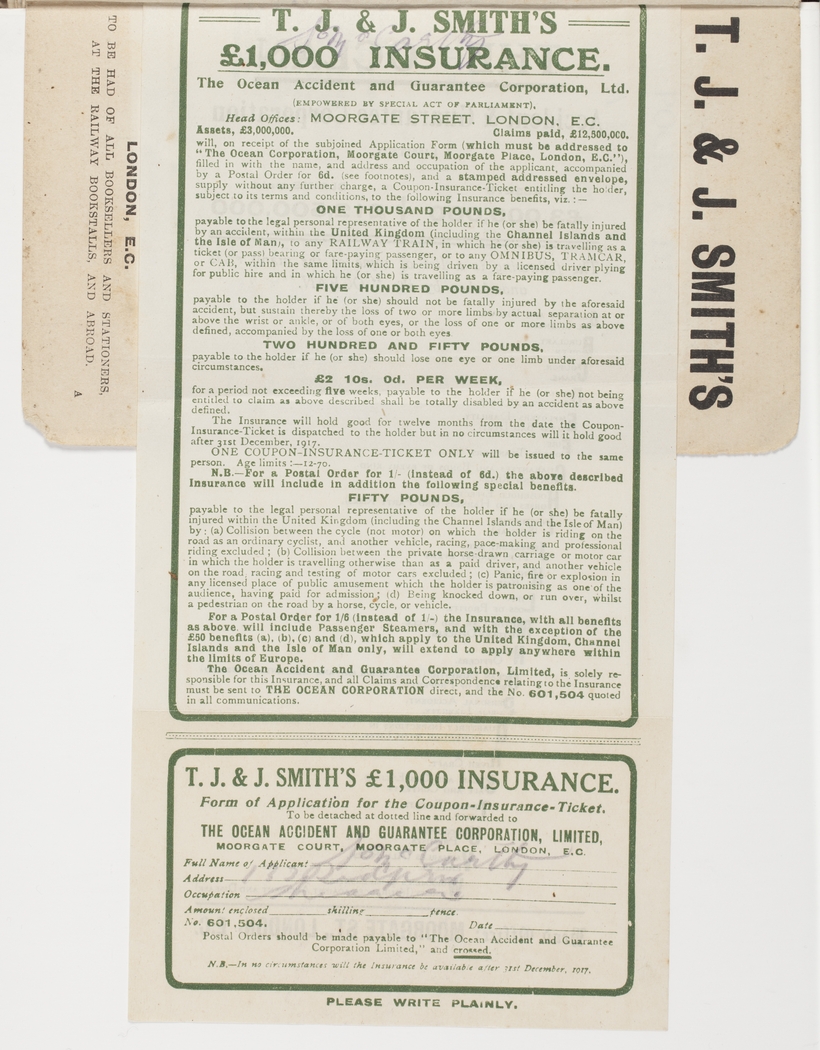 T. J. & J. SMITH'S
£1,000 INSURANCE.
The Ocean Accident and Guarantee Corporation, Ltd.
(EMPOWERED BY SPECIAL ACT OF PARLIAMENT),
Head Offices: MOORGATE STREET, LONDON, E.C.
Assets, £3,000,000. Claims paid, £12,500,000.
will, on receipt of the subjoined Application Form (which must be addressed to
"The Ocean Corporation, Moorgate Court, Moorgate Place, London, E.C."),
filled in with the name, and address and occupation of the applicant, accompanied
by a Postal Order for 6d. (see footnotes), and a stamped addressed envelope,
supply without any further charge, a Coupon-Insurance-Ticket entitling the holder,
subject to its terms and conditions, to the following Insurance benefits, viz.:—
ONE THOUSAND POUNDS,
payable to the legal personal representative of the holder if he (or she) be fatally injured
by an accident, within the United Kingdom (including the Channel Islands and
the Isle of Man), to any RAILWAY TRAIN, in which he (or she) is travelling as a
ticket (or pass) bearing or fare-paying passenger, or to any OMNIBUS, TRAMCAR,
or CAB, within the same limits, which is being driven by a licensed driver plying
for public hire and in which he (or she) is travelling as a fare-paying passenger.
FIVE HUNDRED POUNDS,
payable to the holder if he (or she) should not be fatally injured by the aforesaid
accident, but sustain thereby the loss of two or more limbs by actual separation at or
above the wrist or ankle, or of both eyes, or the loss of one or more limbs as above
defined, accompanied by the loss of one or both eyes
TWO HUNDRED AND FIFTY POUNDS,
payable to the holder if he (or she) should lose one eye or one limb under aforesaid
circumstances.
£2 10s. 0d. PER WEEK,
for a period not exceeding five weeks, payable to the holder if he (or she) not being
entitled to claim as above described shall be totally disabled by an accident as above
defined.
The Insurance will hold good for twelve months from the date the Coupon-
Insurance-Ticket is dispatched to the holder but in no circumstances will it hold good
after 31st December, 1917.
ONE COUPON-INSURANCE-TICKET ONLY will be issued to the same
person. Age limits:—12-70.
N.B.—For a Postal Order for 1/- (instead of 6d.) the above described
Insurance will include in addition the following special benefits.
FIFTY POUNDS,
payable to the legal personal representative of the holder if he (or she) be fatally
injured within the United Kingdom (including the Channel Islands and the Isle of Man)
by: (a) Collision between the cycle (not motor) on which the holder is riding on the
road as an ordinary cyclist, and another vehicle, racing, pace-making and professional
riding excluded; (b) Collision between the private horse-drawn carriage or motor car
in which the holder is travelling otherwise than as a paid driver, and another vehicle
on the road, racing and testing of motor cars excluded; (c) Panic, fire or explosion in
any licensed place of public amusement which the holder is patronising as one of the
audience, having paid for admission; (d) Being knocked down, or run over, whilst
a pedestrian on the road by a horse, cycle, or vehicle.
For a Postal Order for 1/6 (instead of 1/-) the Insurance, with all benefits
as above, will include Passenger Steamers, and with the exception of the
£50 benefits (a), (b), (c) and (d), which apply to the United Kingdom, Channel
Islands and the Isle of Man only, will extend to apply anywhere within
the limits of Europe.
The Ocean Accident and Guarantee Corporation, Limited, is solely re-
sponsible for this Insurance, and all Claims and Correspondence relating to the Insurance
must be sent to THE OCEAN CORPORATION direct, and the No. 601,504 quoted
in all communications.
T. J. & J. SMITH'S £1,000 INSURANCE.
Form of Application for the Coupon-Insurance-Ticket.
To be detached at dotted line and forwarded to
THE OCEAN ACCIDENT AND GUARANTEE CORPORATION, LIMITED,
MOORGATE COURT, MOORGATE PLACE, LONDON, E.C.
Full Name of Applicant
Address
Occupation
Amount enclosed shilling pence.
No. 601,504. Date
Postal Orders should be made payable to "The Ocean Accident and Guarantee
Corporation Limited," and crossed.
N.B.—In no circumstances will the Insurance be available after 31st December, 1917.
PLEASE WRITE PLAINLY.
LONDON, E.C.
TO BE HAD OF ALL BOOKSELLERS AND STATIONERS,
AT THE RAILWAY BOOKSTALLS, AND ABROAD.
A
T. J. & J. SMITH'S